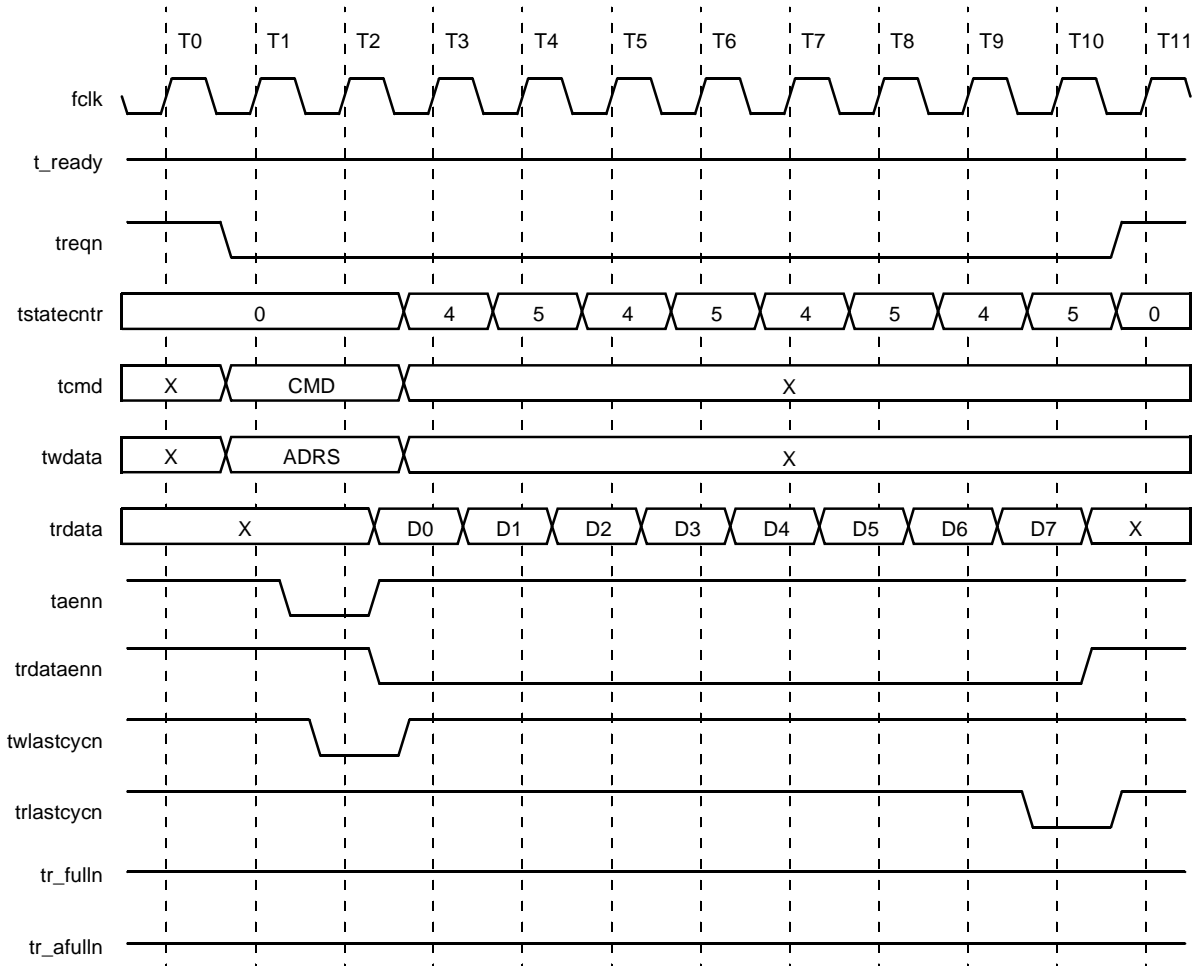 T0 T1 T2 T3 T4 T5 T6 T7 T8 T9 T10 T11
fclk
t_ready
treqn
tstatecntr 0 4 5 4 5 4 5 4 5 0
tcmd X CMD X
twdata X ADRS X
trdata X D0 D1 D2 D3 D4 D5 D6 D7 X
taenn
trdataenn
twlastcycn
trlastcycn
tr_fulln
tr_afulln